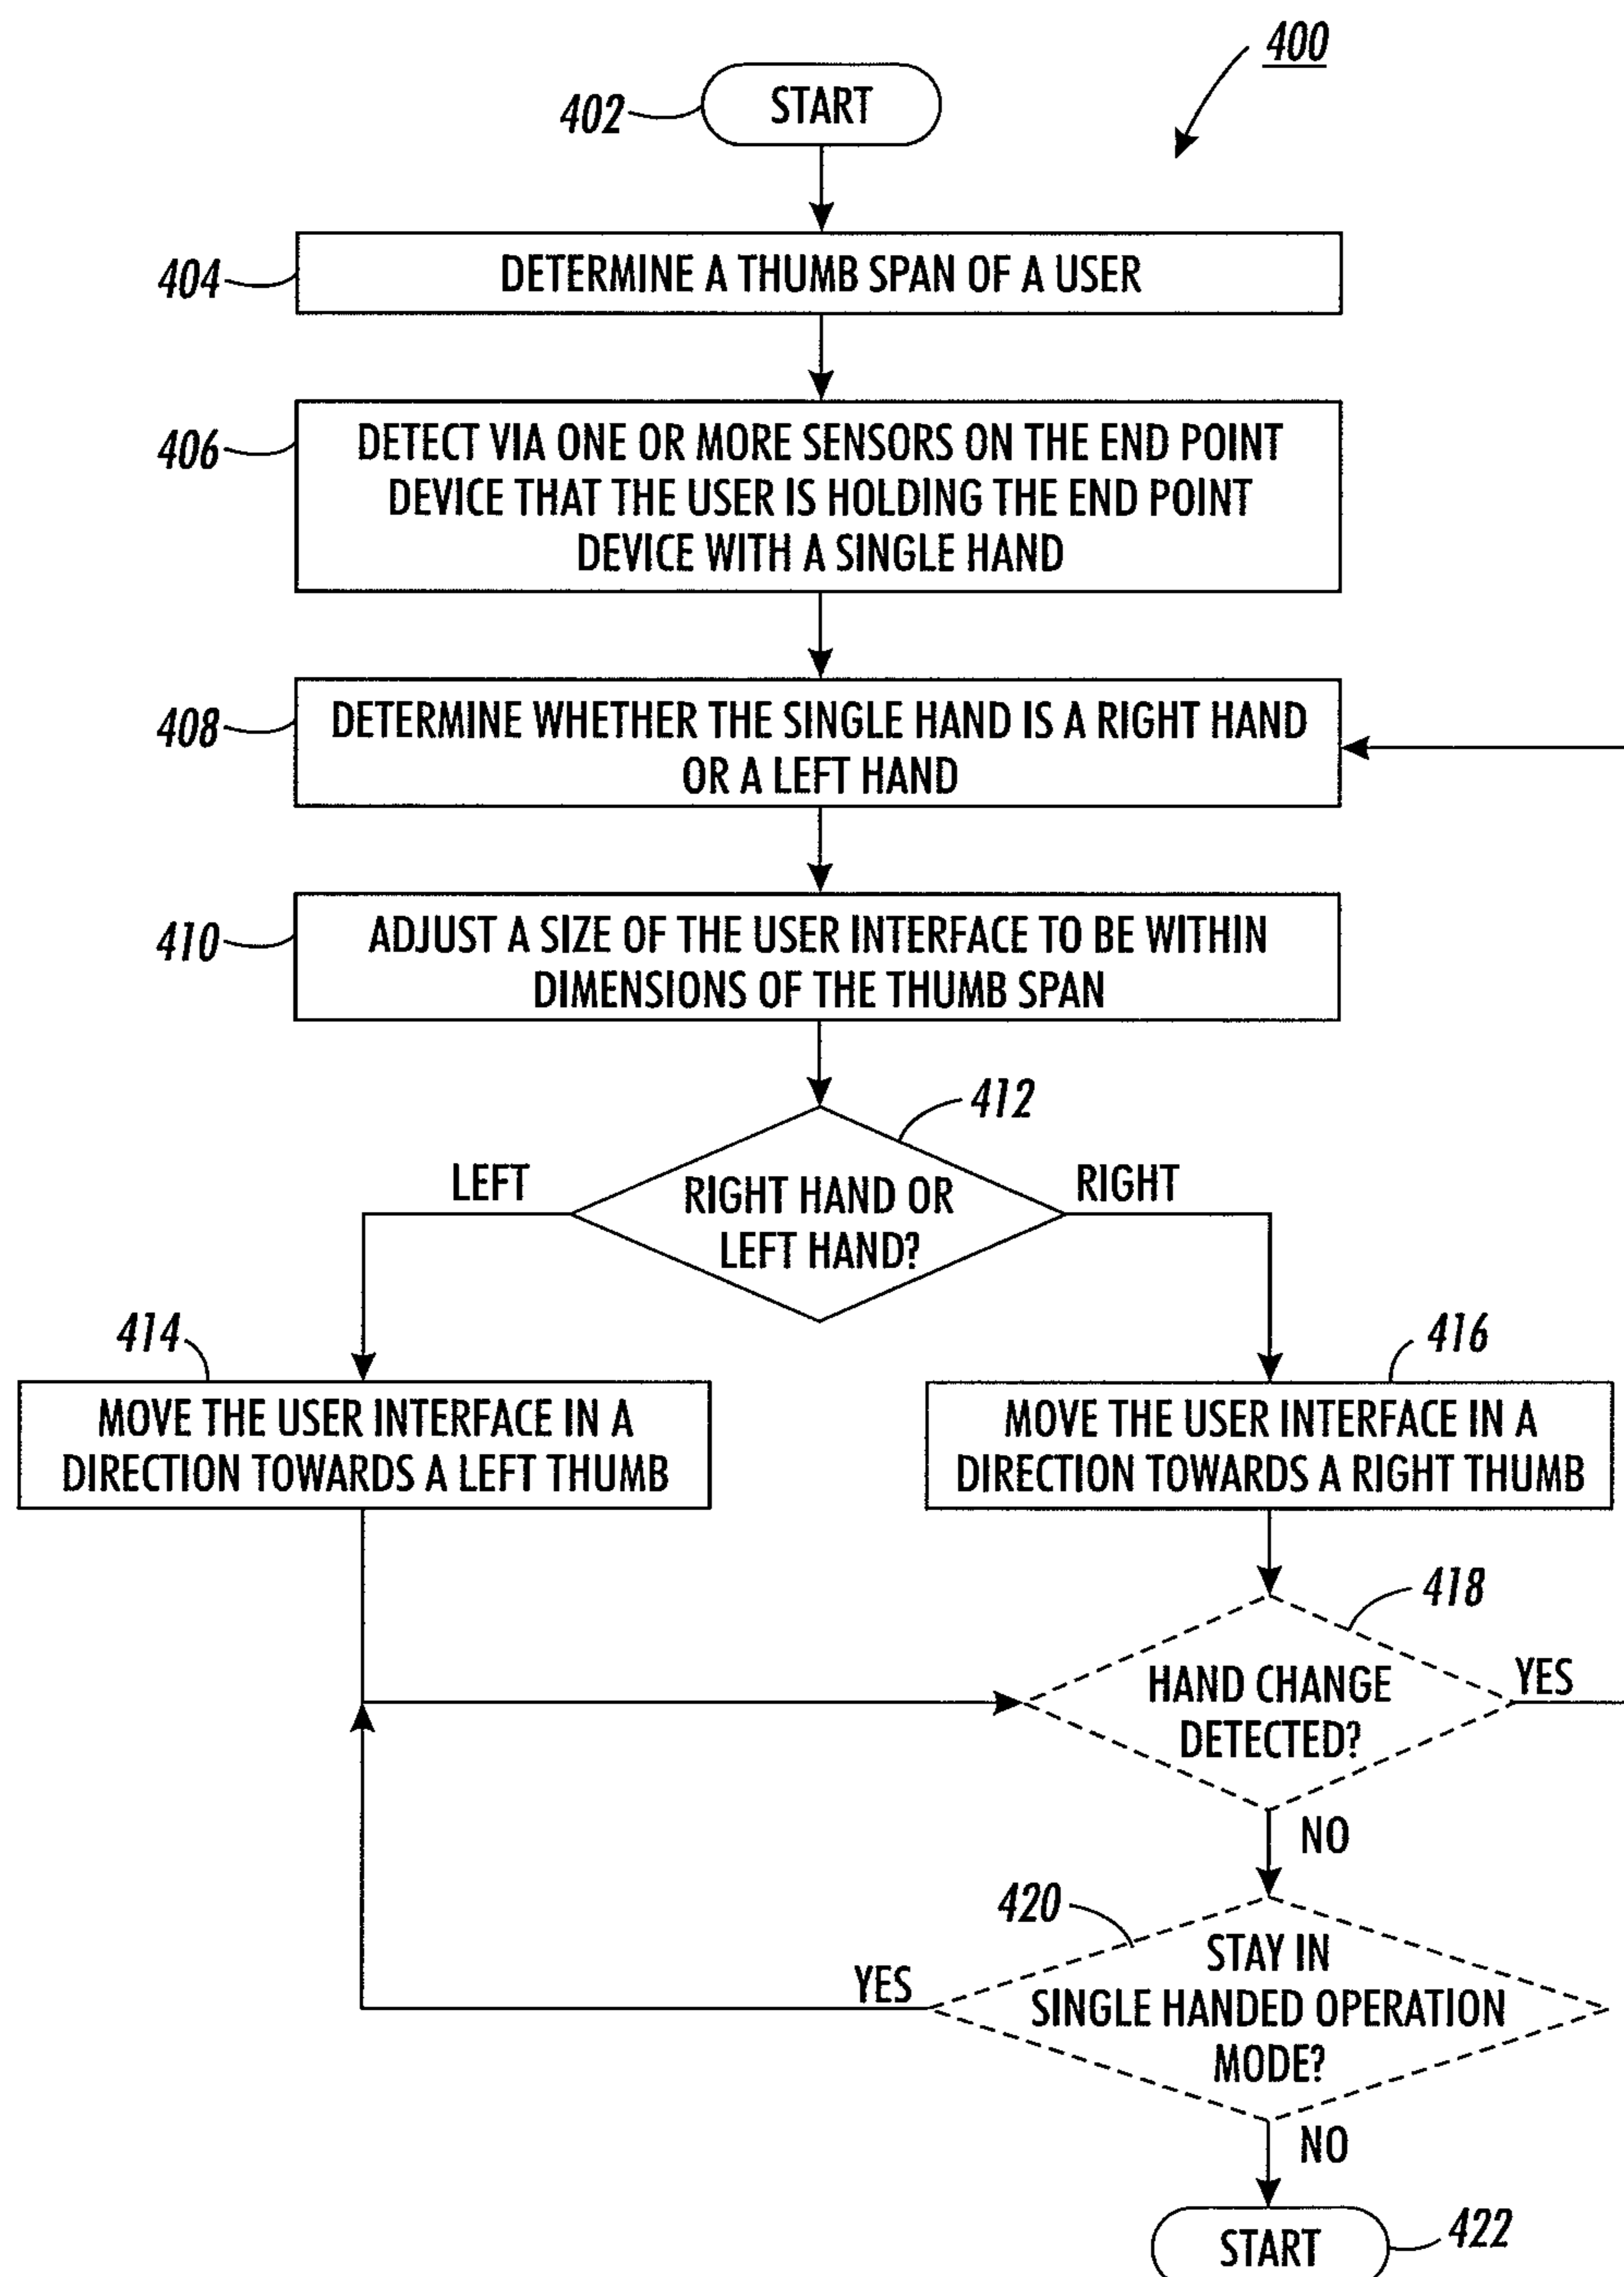 400
402
START
404
DETERMINE A THUMB SPAN OF A USER
406
DETECT VIA ONE OR MORE SENSORS ON THE END POINT
DEVICE THAT THE USER IS HOLDING THE END POINT
DEVICE WITH A SINGLE HAND
408
DETERMINE WHETHER THE SINGLE HAND IS A RIGHT HAND
OR A LEFT HAND
410
ADJUST A SIZE OF THE USER INTERFACE TO BE WITHIN
DIMENSIONS OF THE THUMB SPAN
412
LEFT
RIGHT HAND OR
LEFT HAND?
RIGHT
414
MOVE THE USER INTERFACE IN A
DIRECTION TOWARDS A LEFT THUMB
416
MOVE THE USER INTERFACE IN A
DIRECTION TOWARDS A RIGHT THUMB
418
HAND CHANGE
DETECTED?
YES
NO
420
STAY IN
SINGLE HANDED OPERATION
MODE?
YES
NO
START
422